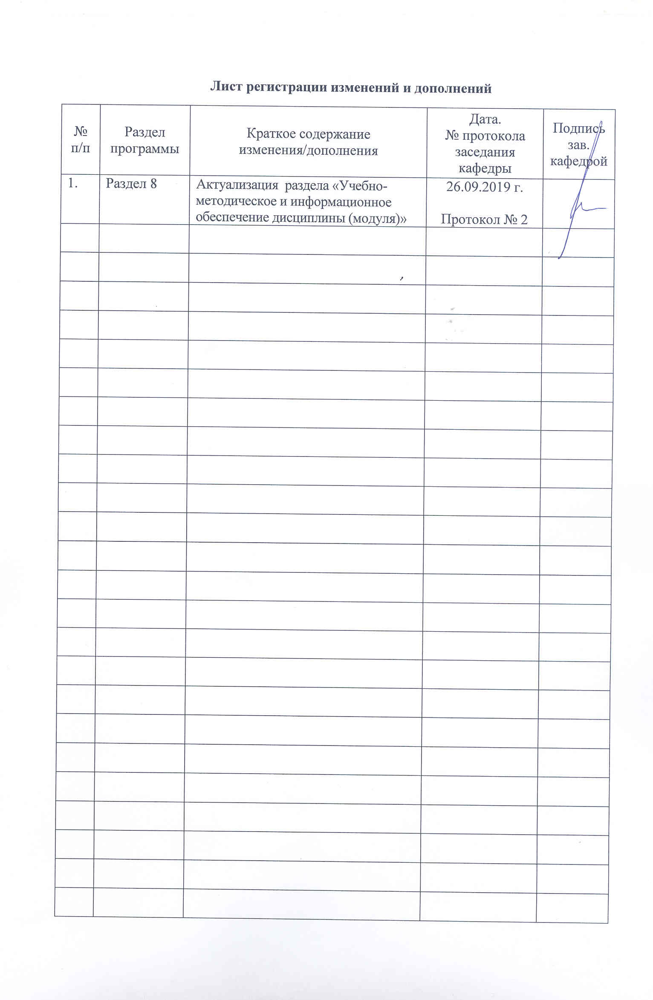 Лист регистрации изменений и дополнений
№
п/п
Раздел
программы
Краткое содержание
изменения/дополнения
Дата.
№ протокола
заседания
кафедры
Подпись
зав.
кафедрой
1.
Раздел 8
Актуализация раздела «Учебно-
методическое и информационное
обеспечение дисциплины (модуля)»
26.09.2019 г.
Протокол № 2